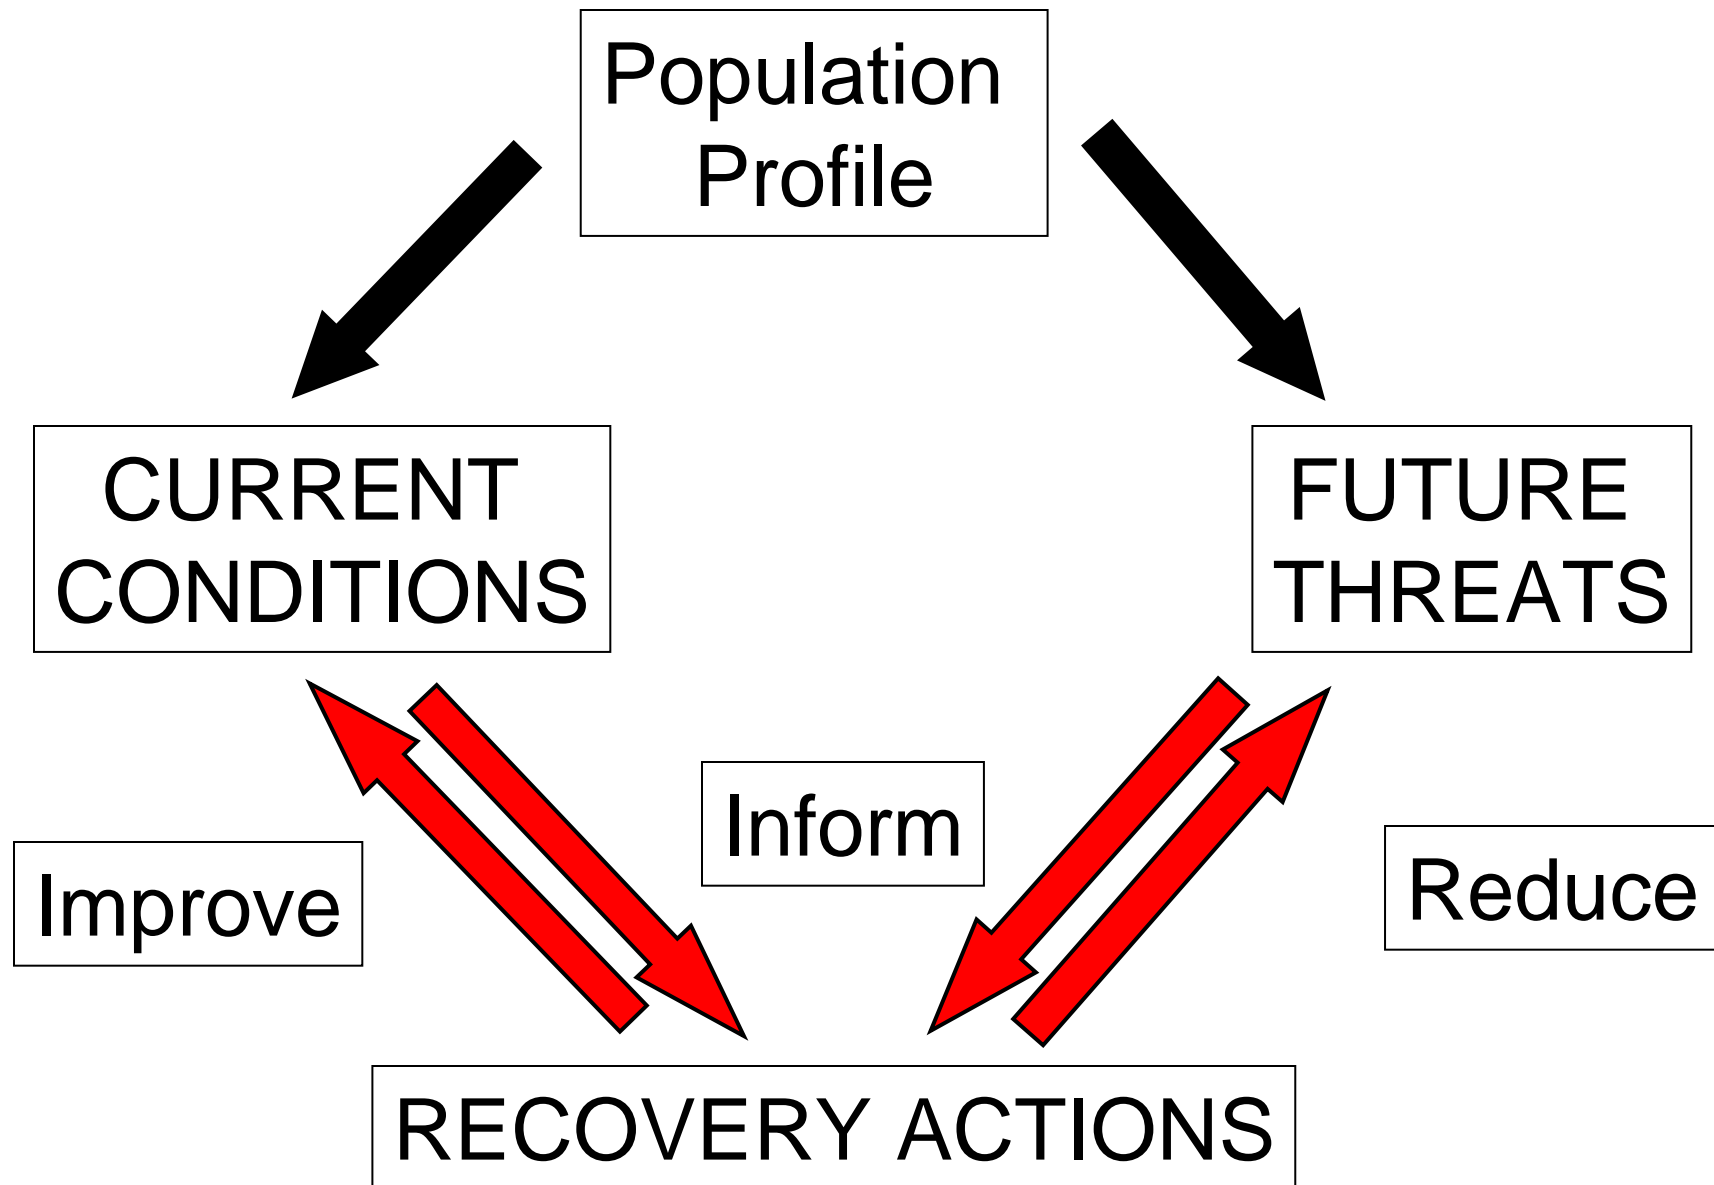 Population
Profile
CURRENT
CONDITIONS
FUTURE
THREATS
Inform
Improve
Reduce
RECOVERY ACTIONS